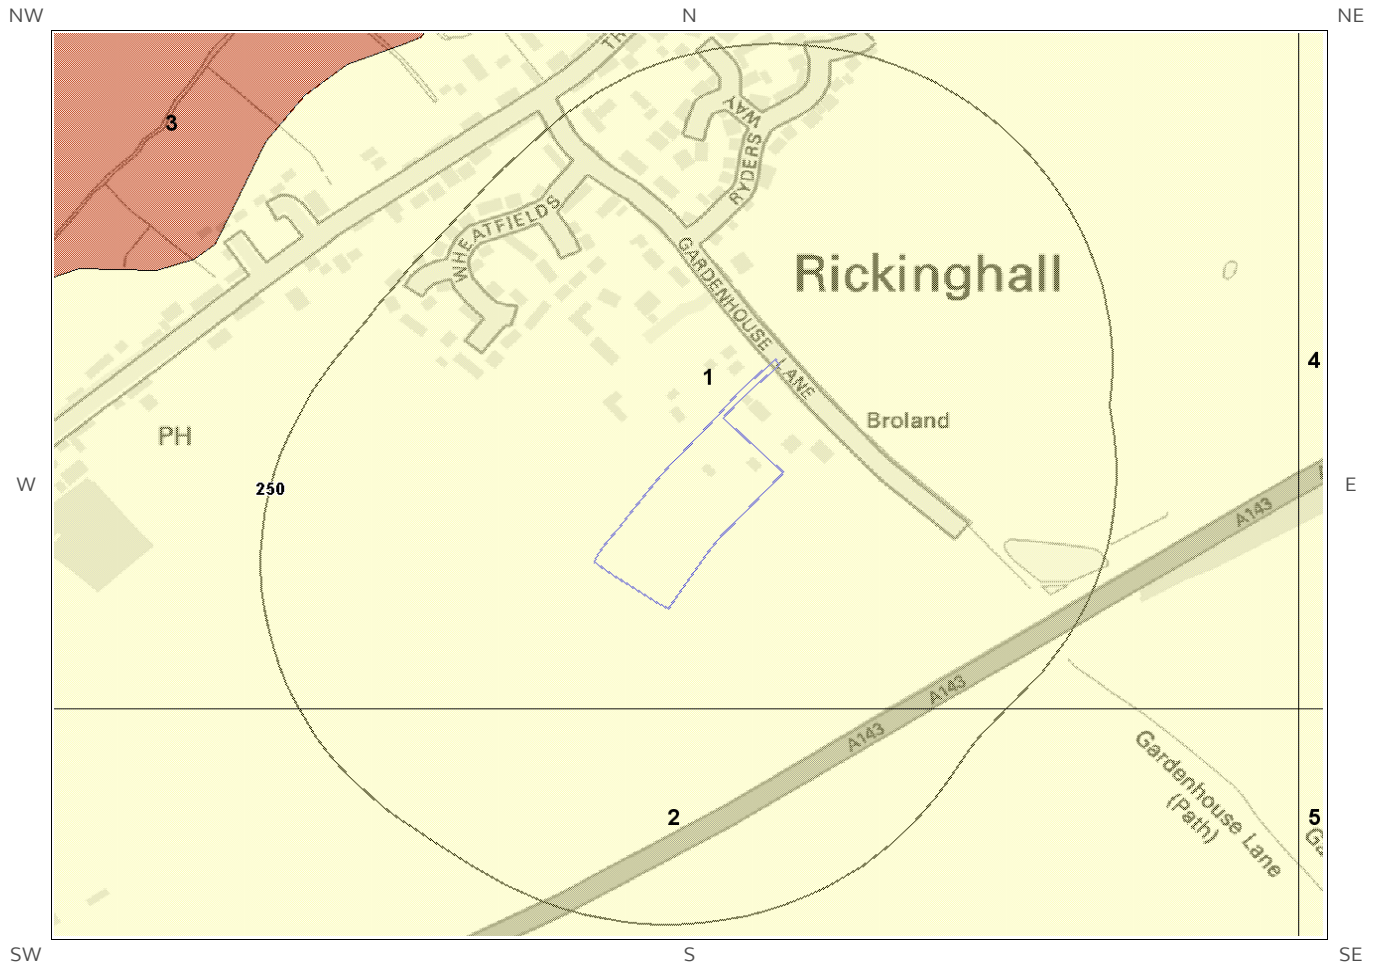 NW
N
NE
3
WAY
RYDERS
WHEATFIELDS
GARDENHOUSE LANE
Rickinghall
1
4
Broland
PH
W
250
E
A143
A143
A143
2
Gardenhouse Lane
(Path)
5
SW
S
SE